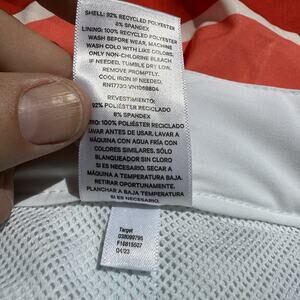 SHELL: 92% RECYCLED POLYESTER
8% SPANDEX
LINING: 100% RECYCLED POLYESTER
WASH BEFORE WEAR, MACHINE
WASH COLD WITH LIKE COLORS.
ONLY NON-CHLORINE BLEACH
IF NEEDED. TUMBLE DRY LOW.
REMOVE PROMPTLY.
COOL IRON IF NEEDED.
RN17730 VN1068804
REVESTIMIENTO:
92% POLIÉSTER RECICLADO
8% SPANDEX
100% POLIÉSTER RECICLADO
LAVAR ANTES DE USAR. LAVAR A
MÁQUINA CON AGUA FRÍA CON
COLORES SIMILARES. SÓLO
BLANQUEADOR SIN CLORO
SI ES NECESARIO. SECAR A
MÁQUINA A TEMPERATURA BAJA.
RETIRAR OPORTUNAMENTE.
PLANCHAR A BAJA TEMPERATURA SI
ES NECESARIO.
Target
038099795
F16815507
04/23